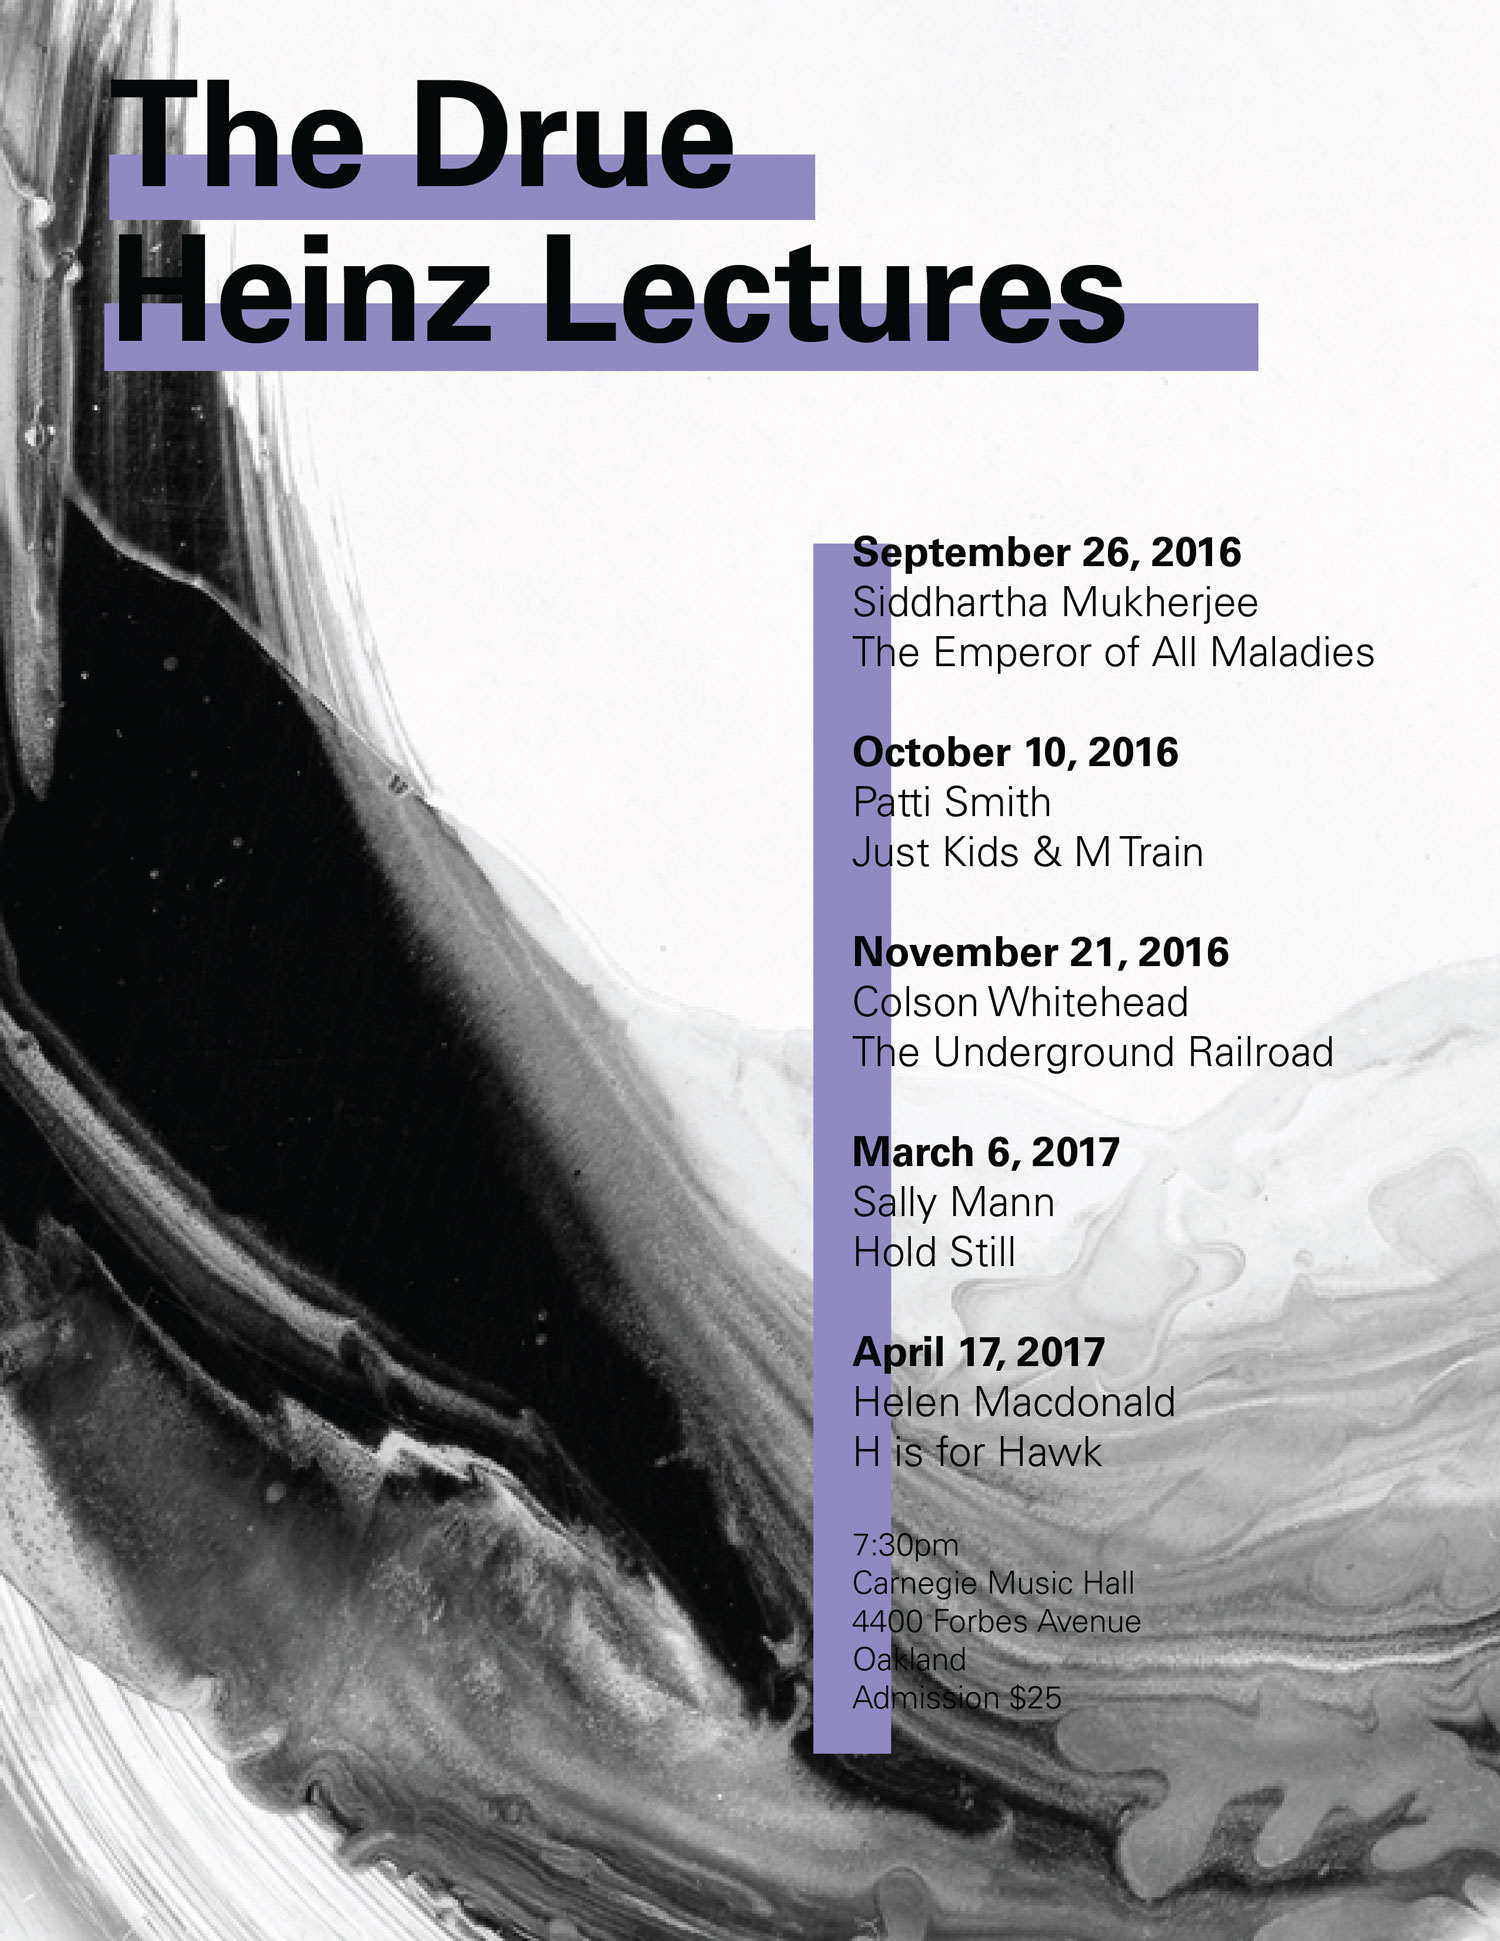 The Drue
Heinz Lectures
September 26, 2016
Siddhartha Mukherjee
The Emperor of All Maladies
October 10, 2016
Patti Smith
Just Kids & M Train
November 21, 2016
Colson Whitehead
The Underground Railroad
March 6, 2017
Sally Mann
Hold Still
April 17, 2017
Helen Macdonald
H is for Hawk
7:30pm
Carnegie Music Hall
4400 Forbes Avenue
Oakland
Admission $25